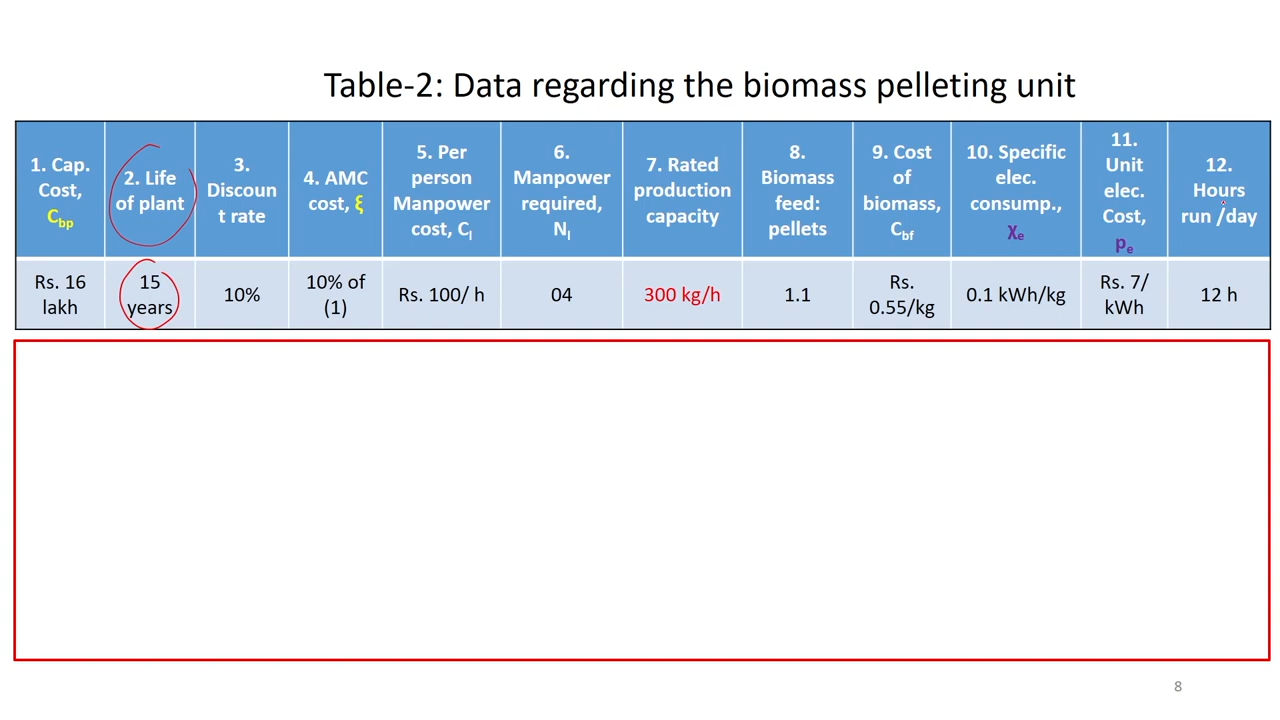 Table-2: Data regarding the biomass pelleting unit
1. Cap.
Cost,
Cbp
2. Life
of plant
3.
Discoun
t rate
4. AMC
cost, ξ
5. Per
person
Manpower
cost, Cl
6.
Manpower
required,
Nl
7. Rated
production
capacity
8.
Biomass
feed:
pellets
9. Cost
of
biomass,
Cbf
10. Specific
elec.
consump.,
χe
11.
Unit
elec.
Cost,
pe
12.
Hours
run /day
Rs. 16
lakh
15
years
10%
10% of
(1)
Rs. 100/ h
04
300 kg/h
1.1
Rs.
0.55/kg
0.1 kWh/kg
Rs. 7/
kWh
12 h
8